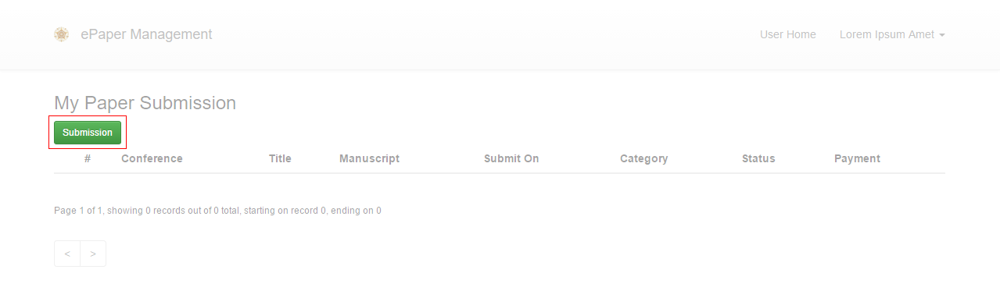 ePaper Management User Home Lorem Ipsum Amet
My Paper Submission
Submission
# Conference Title Manuscript Submit On Category Status Payment
Page 1 of 1, showing 0 records out of 0 total, starting on record 0, ending on 0
< >